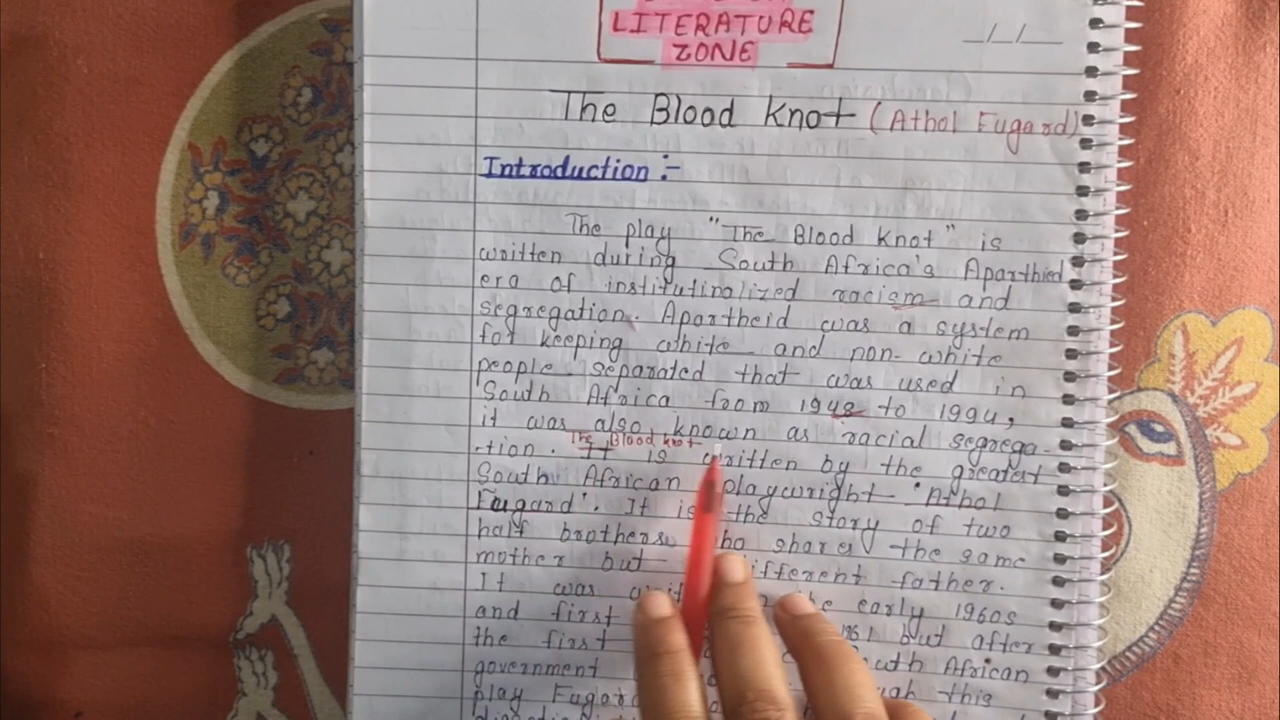 LITERATURE
ZONE
_/_/__
The Blood Knot (Athol Fugard)
Introduction :-
The play "The Blood Knot" is
written during South Africa's Aparthied
era of institutinalized racism and
segregation. Apartheid was a system
for keeping white and non-white
people separated that was used in
South Africa from 1948 to 1994,
it was also known as racial segrega-
The Blood knot
-tion. It is written by the greatest
South African playwright 'Athol
Fugard'. It is the story of two
half brothers who shares the same
mother but different father.
It was the early 1960s
and first 1961 but after
the first South African
government this
play Fugard